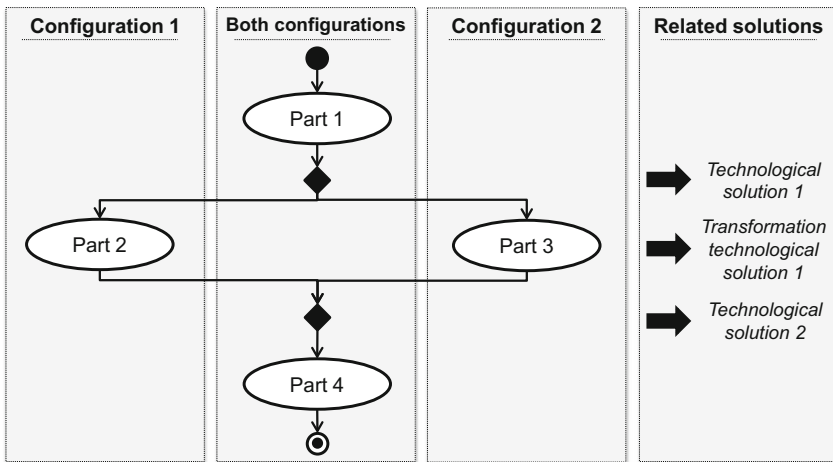 Configuration 1
Both configurations
Configuration 2
Related solutions
Part 1
Technological
solution 1
Part 2
Part 3
Transformation
technological
solution 1
Technological
solution 2
Part 4